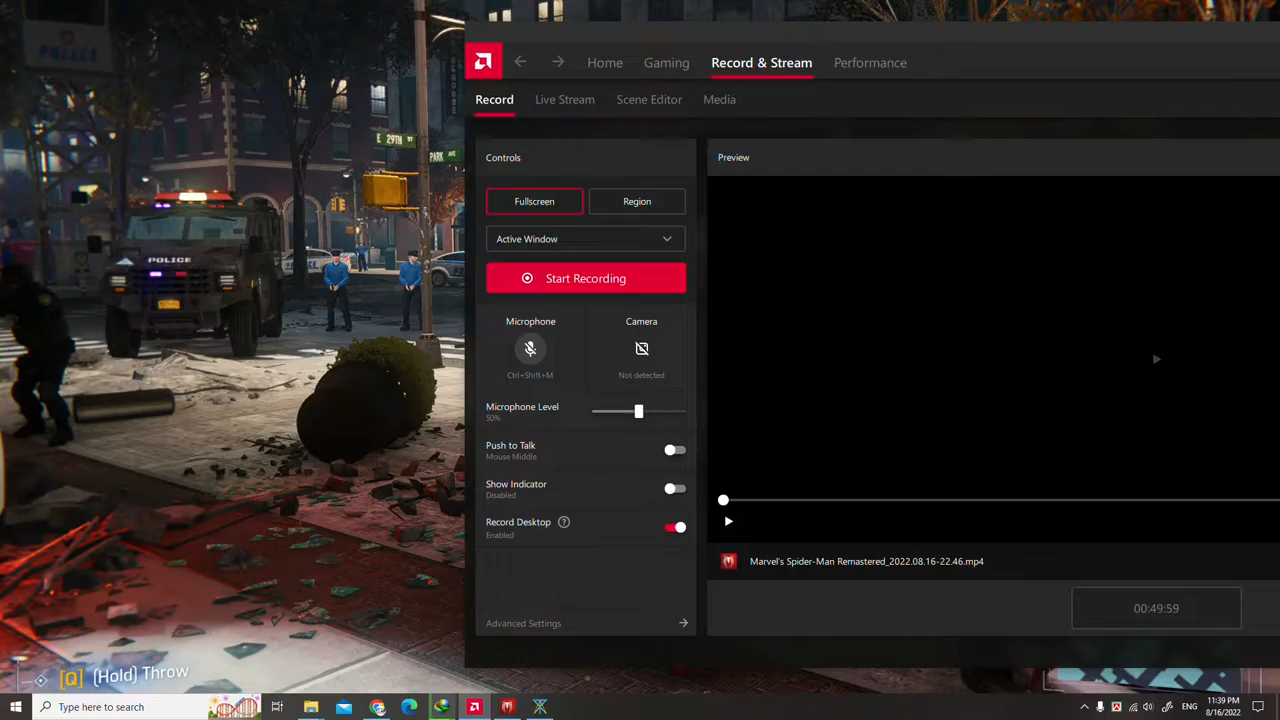 POLICE
E 29TH ST
PARK AVE
POLICE
[Q] (Hold) Throw
Home
Gaming
Record & Stream
Performance
Record
Live Stream
Scene Editor
Media
Controls
Fullscreen
Region
Active Window
Start Recording
Microphone
Camera
Ctrl+Shift+M
Not detected
Microphone Level
50%
Push to Talk
Mouse Middle
Show Indicator
Disabled
Record Desktop ?
Enabled
Advanced Settings
Preview
Marvel's Spider-Man Remastered_2022.08.16-22.46.mp4
00:49:59
Type here to search
ENG
11:39 PM
8/16/2022